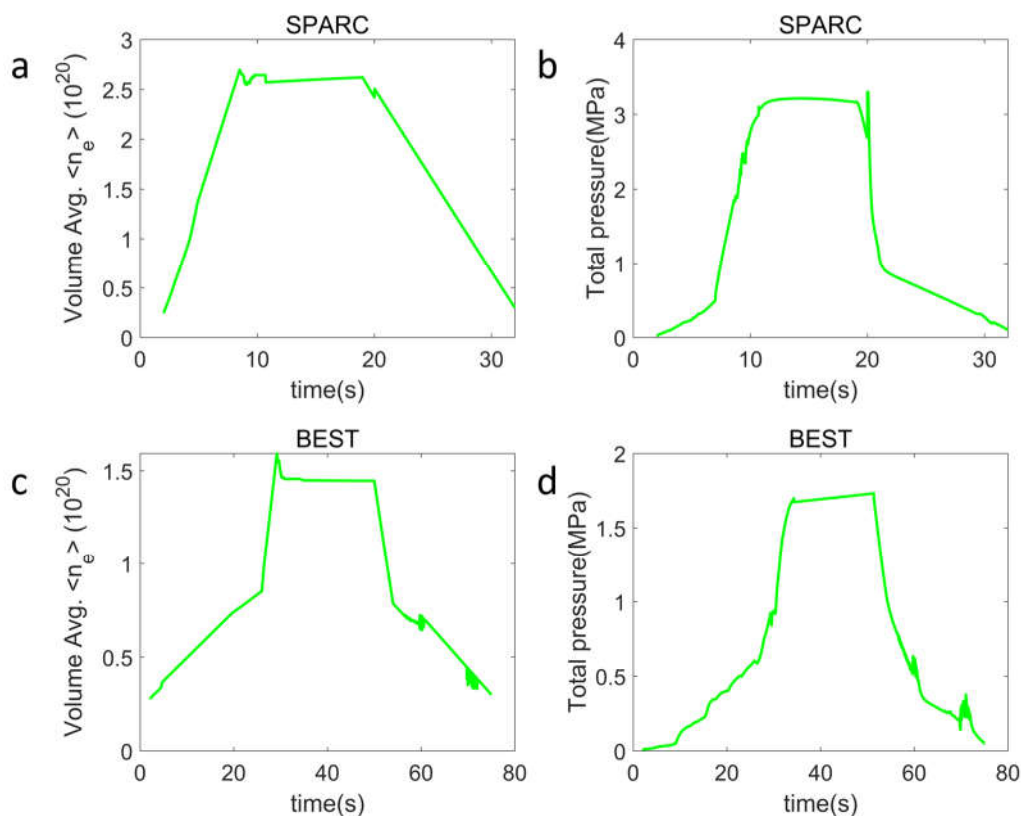 a
SPARC
Volume Avg. <n_e> (10^20)
3
2.5
2
1.5
1
0.5
0
0 10 20 30
time(s)
b
SPARC
Total pressure(MPa)
4
3
2
1
0
0 10 20 30
time(s)
c
BEST
Volume Avg. <n_e> (10^20)
1.5
1
0.5
0
0 20 40 60 80
time(s)
d
BEST
Total pressure(MPa)
2
1.5
1
0.5
0
0 20 40 60 80
time(s)